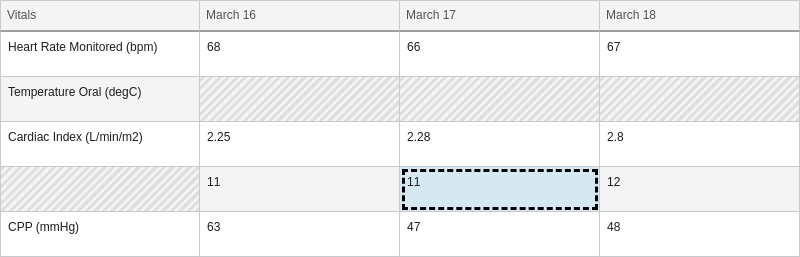 Vitals March 16 March 17 March 18
Heart Rate Monitored (bpm) 68 66 67
Temperature Oral (degC)
Cardiac Index (L/min/m2) 2.25 2.28 2.8
11 11 12
CPP (mmHg) 63 47 48